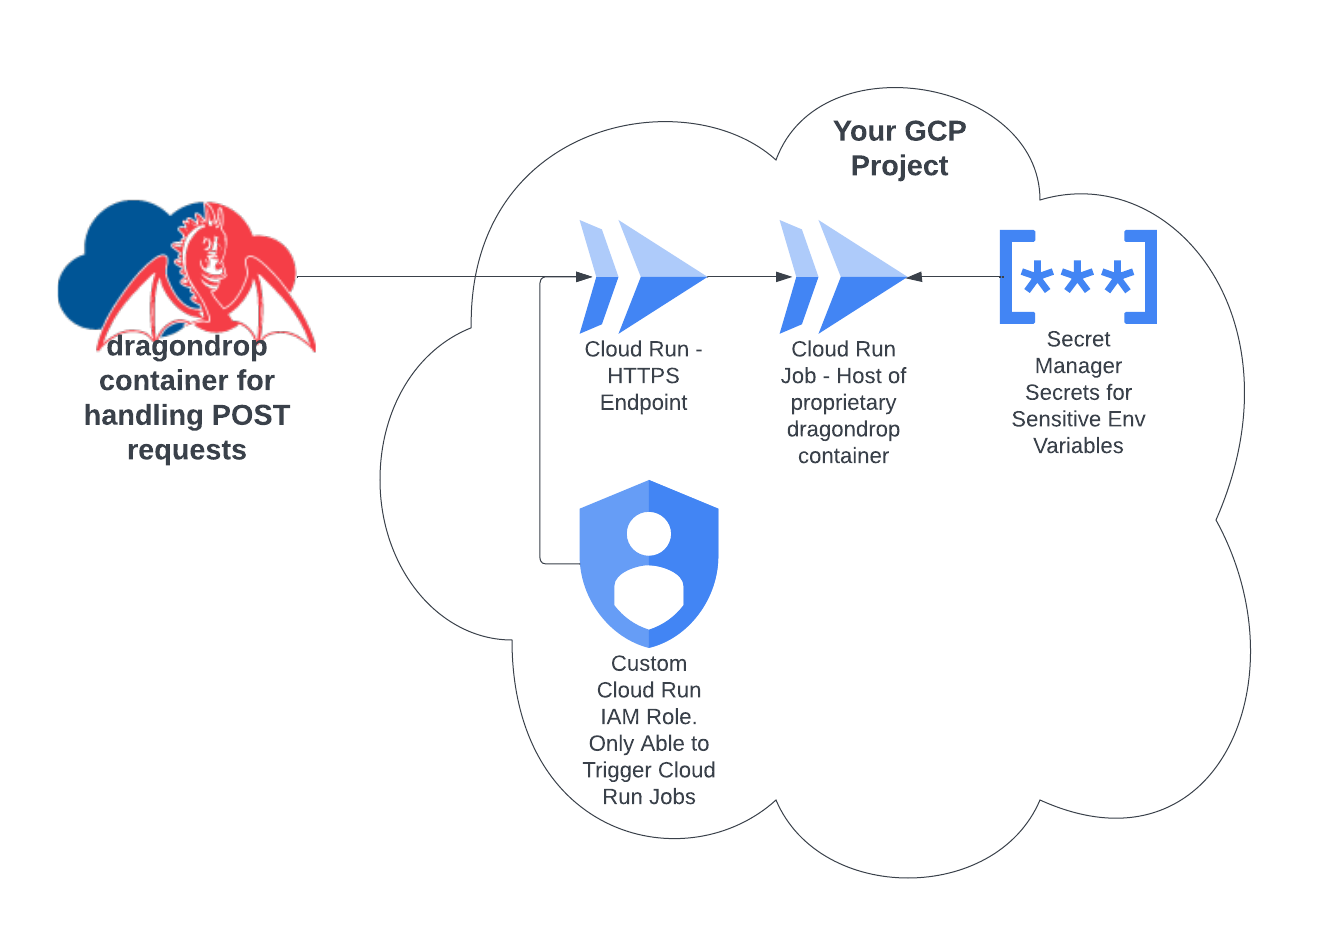 Your GCP
Project
dragondrop
container for
handling POST
requests
Cloud Run -
HTTPS
Endpoint
Cloud Run
Job - Host of
proprietary
dragondrop
container
***
Secret
Manager
Secrets for
Sensitive Env
Variables
Custom
Cloud Run
IAM Role.
Only Able to
Trigger Cloud
Run Jobs